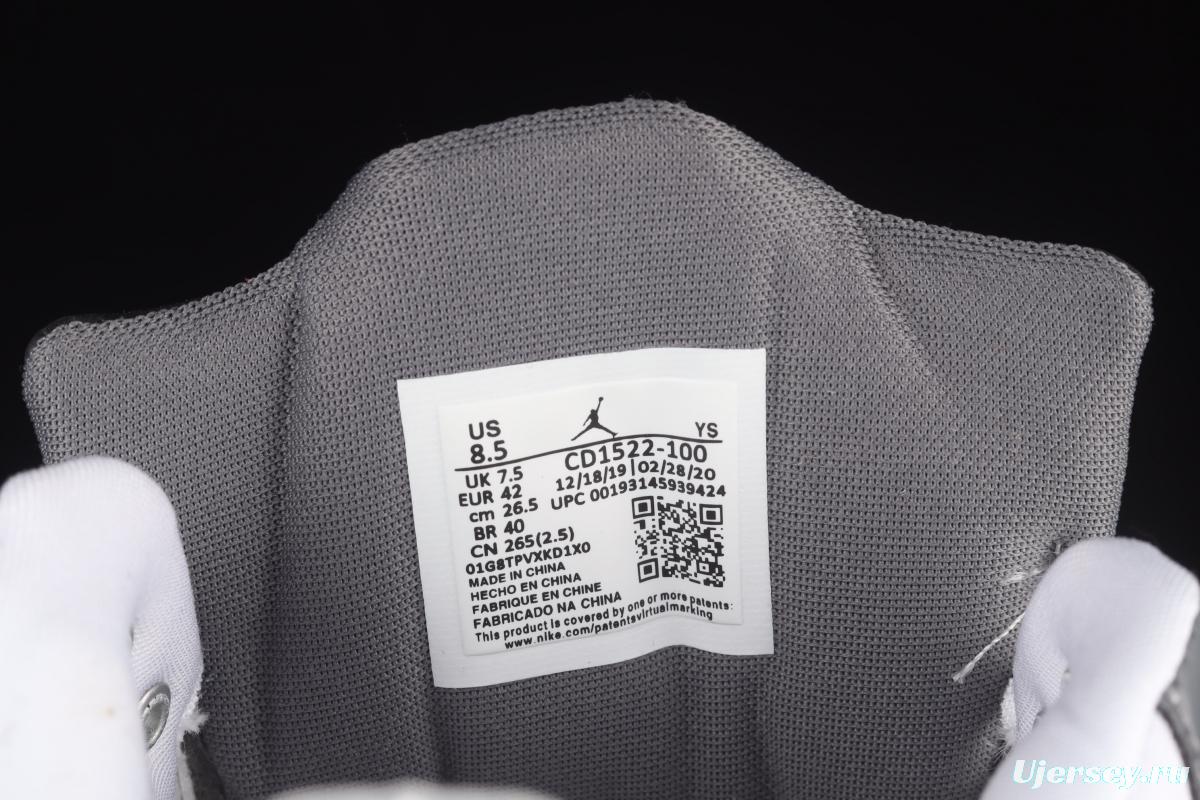 US
8.5
YS
CD1522-100
12/18/19|02/28/20
UPC 00193145939424
UK 7.5
EUR 42
cm 26.5
BR 40
CN 265(2.5)
01G8TPVXKD1X0
MADE IN CHINA
HECHO EN CHINA
FABRIQUE EN CHINE
FABRICADO NA CHINA
This product is covered by one or more patents:
www.nike.com/patentsvirtualmarking
Ujersey.ru